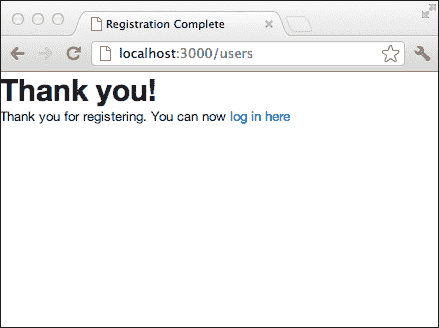 Registration Complete
localhost:3000/users
Thank you!
Thank you for registering. You can now log in here